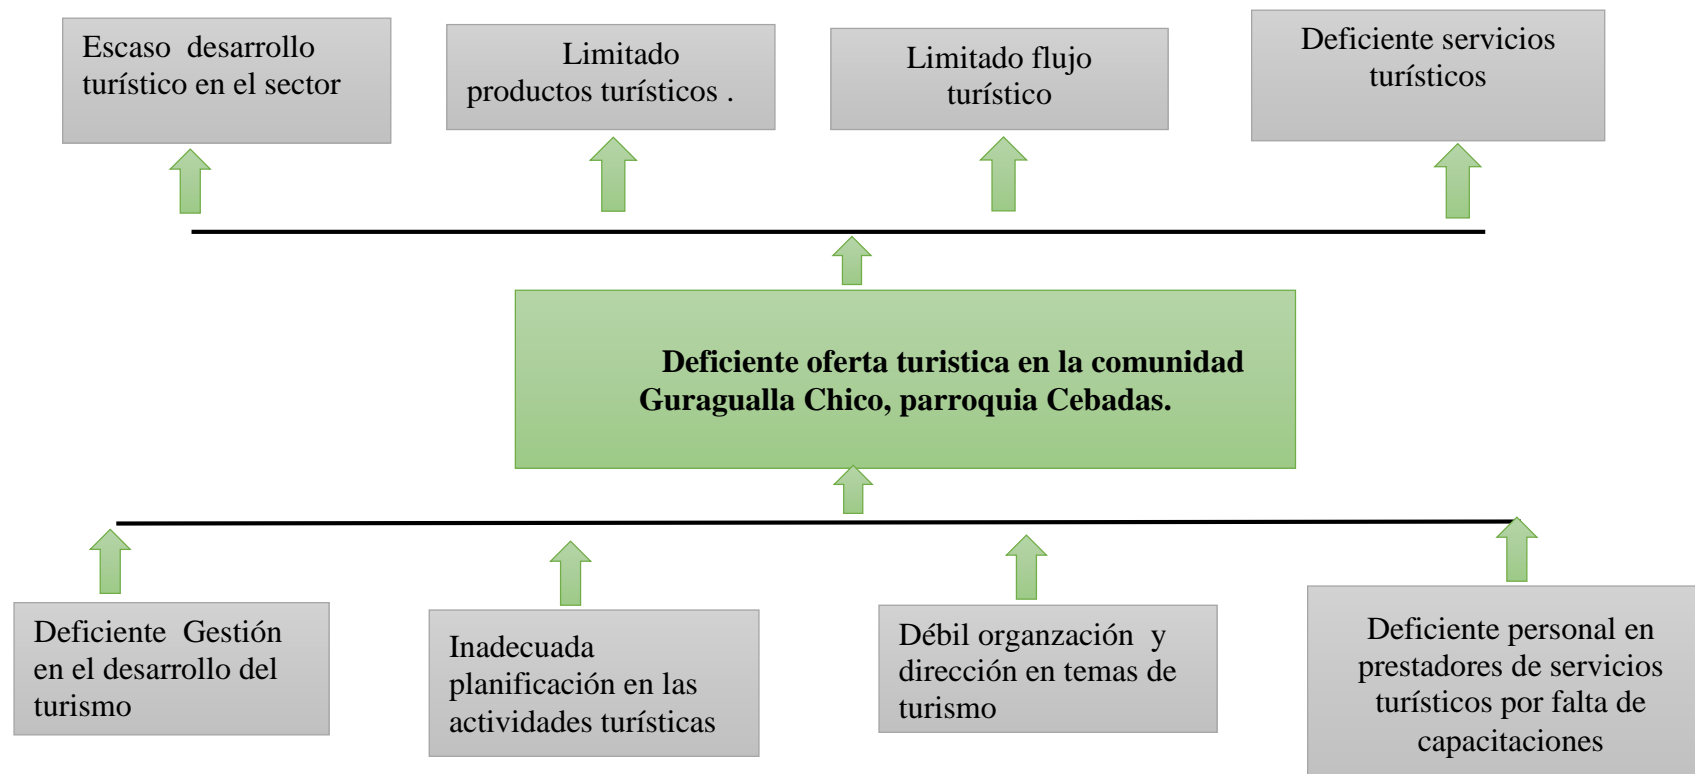 Escaso desarrollo
turístico en el sector
Limitado
productos turísticos .
Limitado flujo
turístico
Deficiente servicios
turísticos
Deficiente oferta turistica en la comunidad
Guragualla Chico, parroquia Cebadas.
Deficiente Gestión
en el desarrollo del
turismo
Inadecuada
planificación en las
actividades turísticas
Débil organzación y
dirección en temas de
turismo
Deficiente personal en
prestadores de servicios
turísticos por falta de
capacitaciones